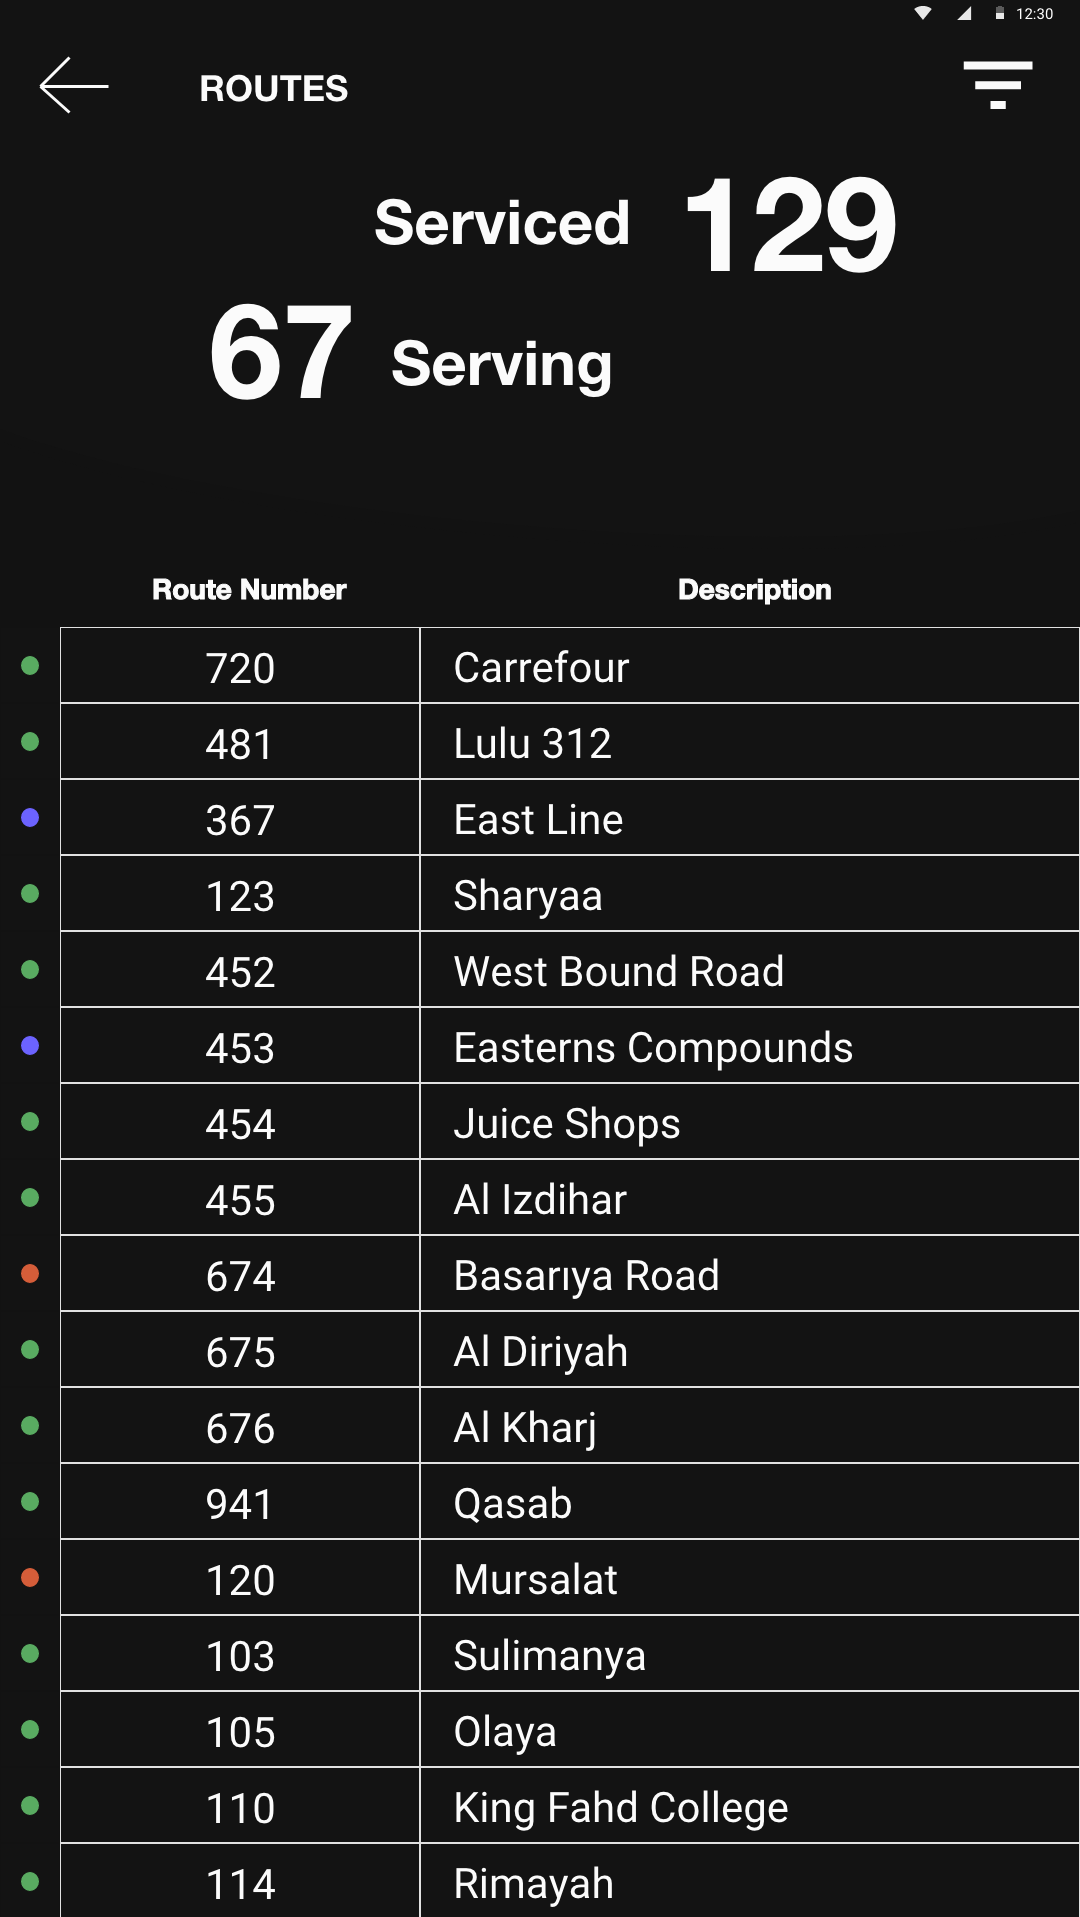 12:30
ROUTES
Serviced 129
67 Serving
Route Number Description
720 Carrefour
481 Lulu 312
367 East Line
123 Sharyaa
452 West Bound Road
453 Easterns Compounds
454 Juice Shops
455 Al Izdihar
674 Basarıya Road
675 Al Diriyah
676 Al Kharj
941 Qasab
120 Mursalat
103 Sulimanya
105 Olaya
110 King Fahd College
114 Rimayah